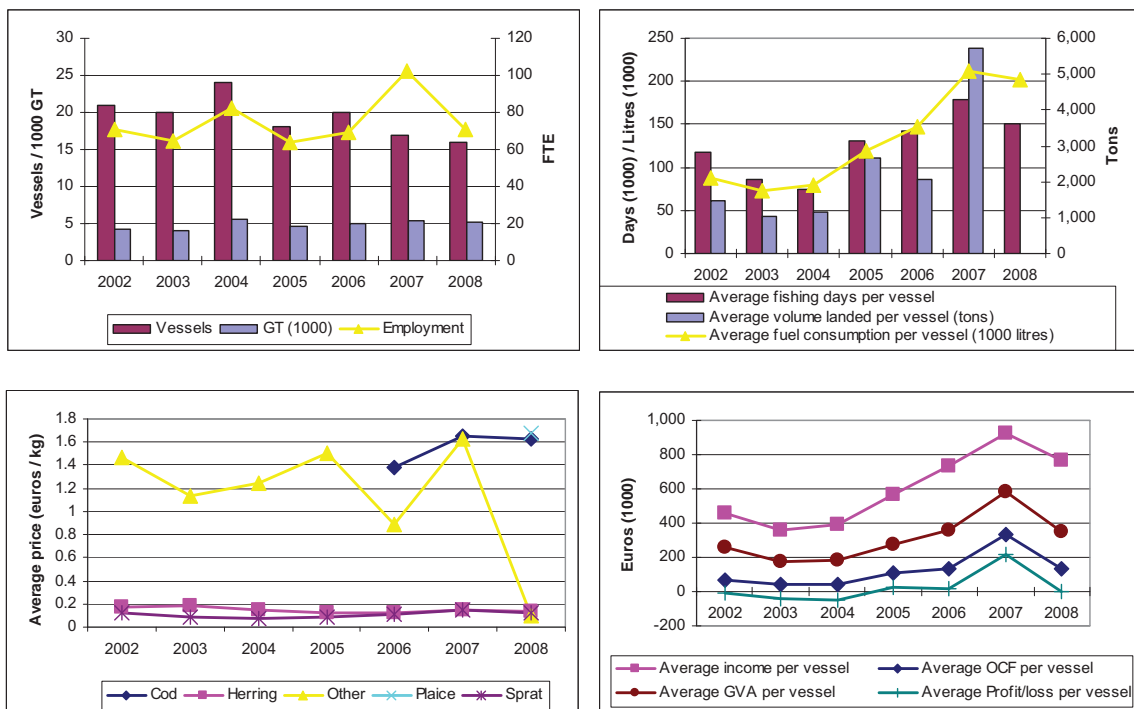 30
25
20
15
10
5
0
Vessels / 1000 GT
120
100
80
60
40
20
0
FTE
2002 2003 2004 2005 2006 2007 2008
Vessels GT (1000) Employment
250
200
150
100
50
0
Days (1000) / Litres (1000)
6,000
5,000
4,000
3,000
2,000
1,000
0
Tons
2002 2003 2004 2005 2006 2007 2008
Average fishing days per vessel
Average volume landed per vessel (tons)
Average fuel consumption per vessel (1000 litres)
1.8
1.6
1.4
1.2
1
0.8
0.6
0.4
0.2
0
Average price (euros / kg)
2002 2003 2004 2005 2006 2007 2008
Cod Herring Other Plaice Sprat
1,000
800
600
400
200
0
-200
Euros (1000)
2002 2003 2004 2005 2006 2007 2008
Average income per vessel Average OCF per vessel
Average GVA per vessel Average Profit/loss per vessel